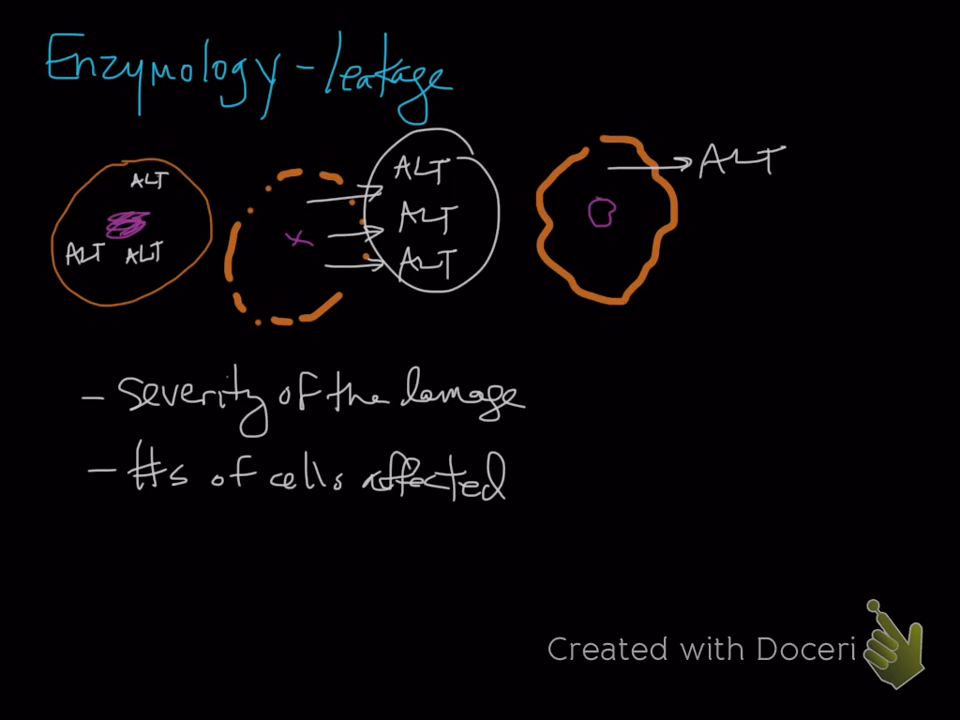 Enzymology - leakage
ALT
ALT ALT
ALT
ALT
ALT
ALT
- severity of the damage
- #s of cells affected
Created with Doceri